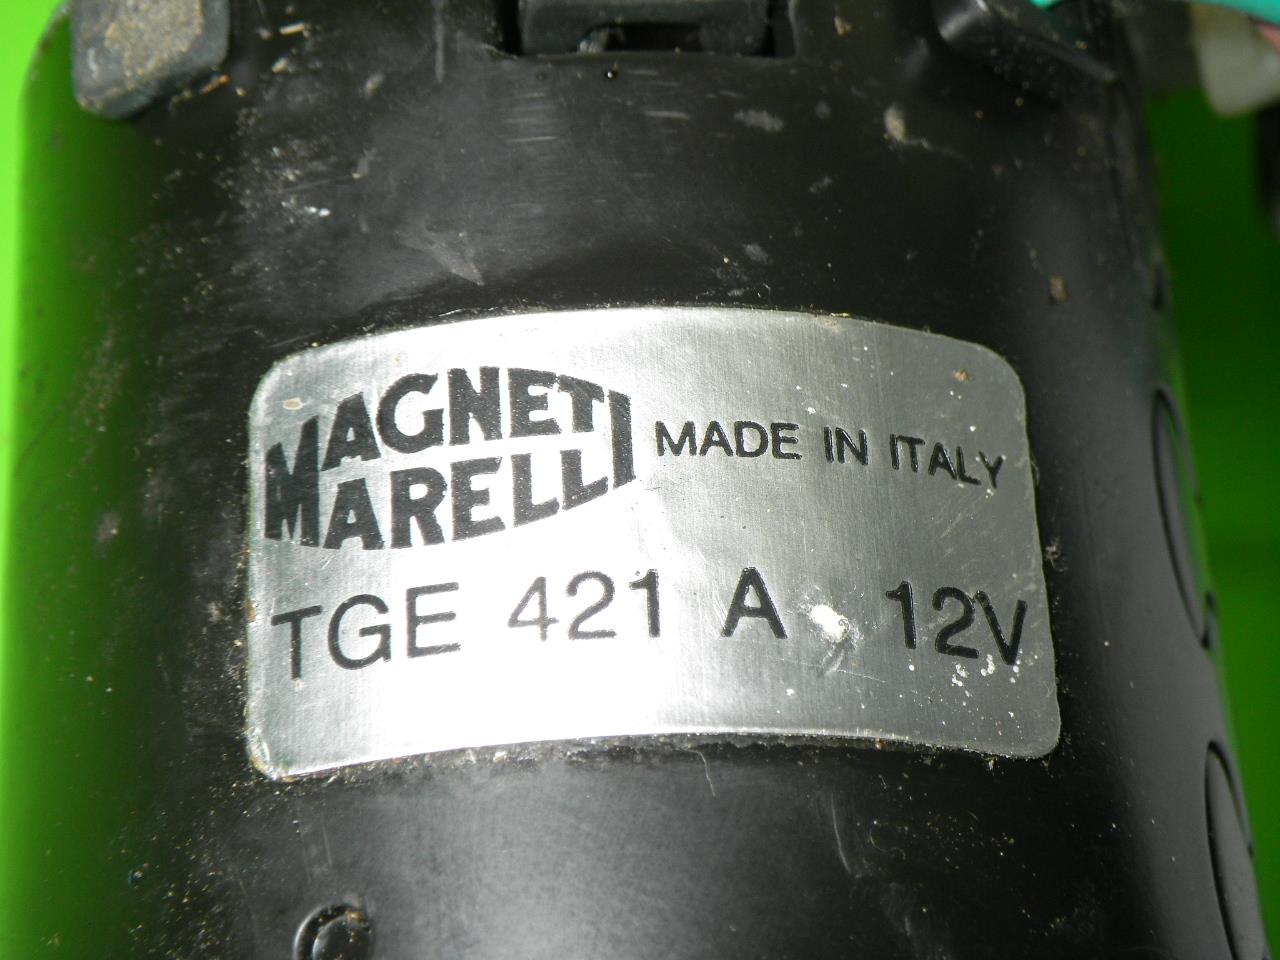 MAGNETI
MARELLI
MADE IN ITALY
TGE 421 A 12V